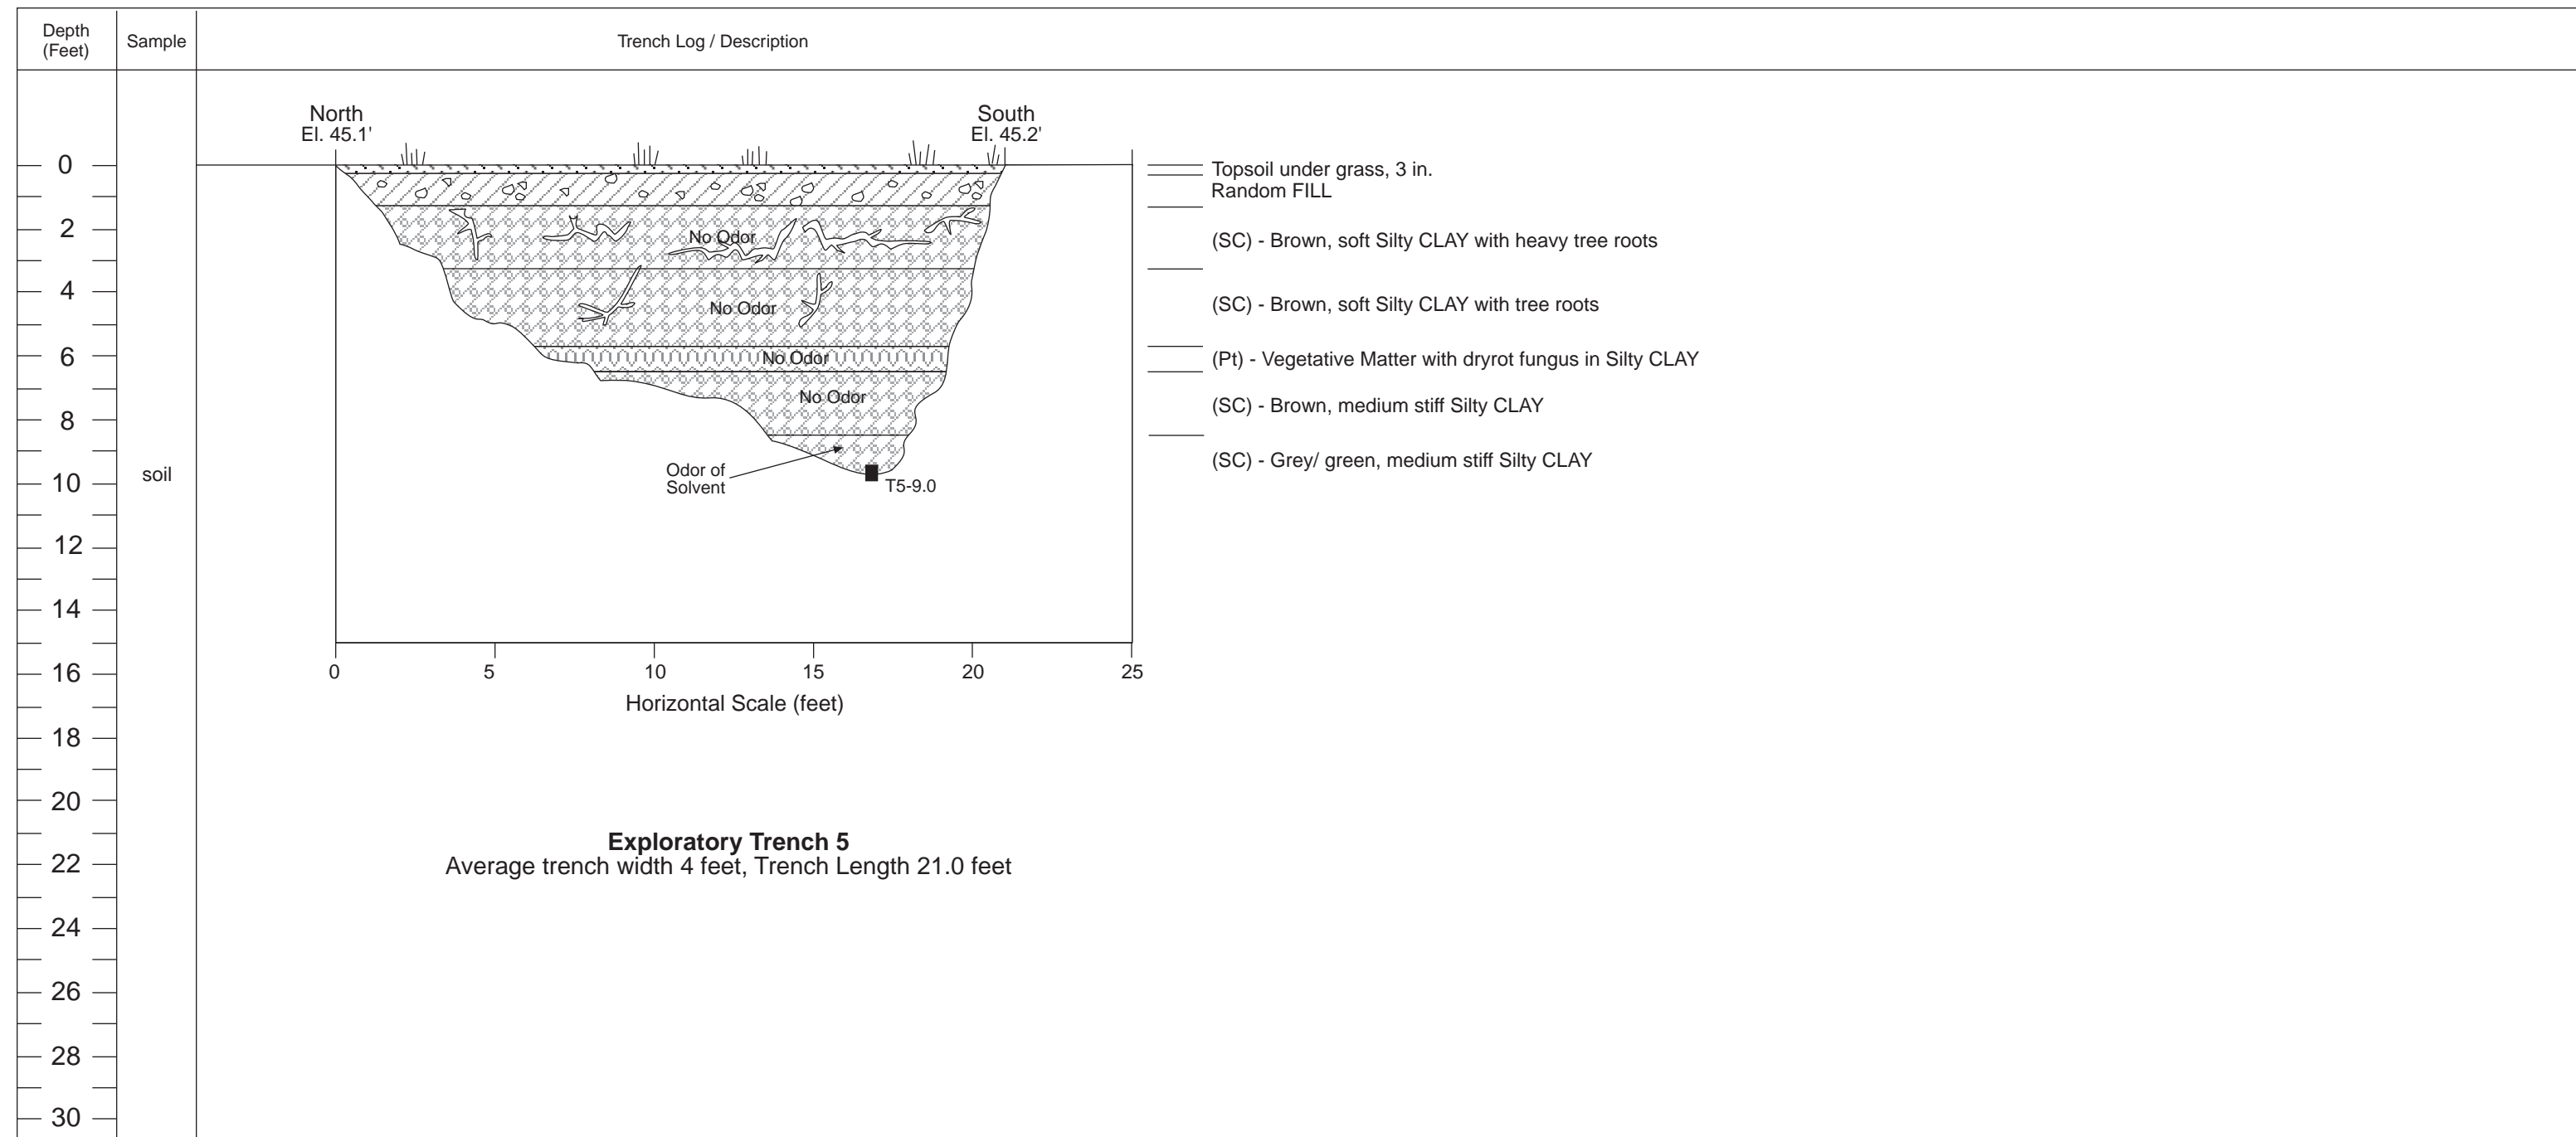 Depth
(Feet)
Sample
Trench Log / Description
North
El. 45.1'
South
El. 45.2'
0
2
4
6
8
10
12
14
16
18
20
22
24
26
28
30
soil
No Odor
No Odor
No Odor
No Odor
Odor of
Solvent
T5-9.0
Topsoil under grass, 3 in.
Random FILL
(SC) - Brown, soft Silty CLAY with heavy tree roots
(SC) - Brown, soft Silty CLAY with tree roots
(Pt) - Vegetative Matter with dryrot fungus in Silty CLAY
(SC) - Brown, medium stiff Silty CLAY
(SC) - Grey/ green, medium stiff Silty CLAY
0 5 10 15 20 25
Horizontal Scale (feet)
Exploratory Trench 5
Average trench width 4 feet, Trench Length 21.0 feet